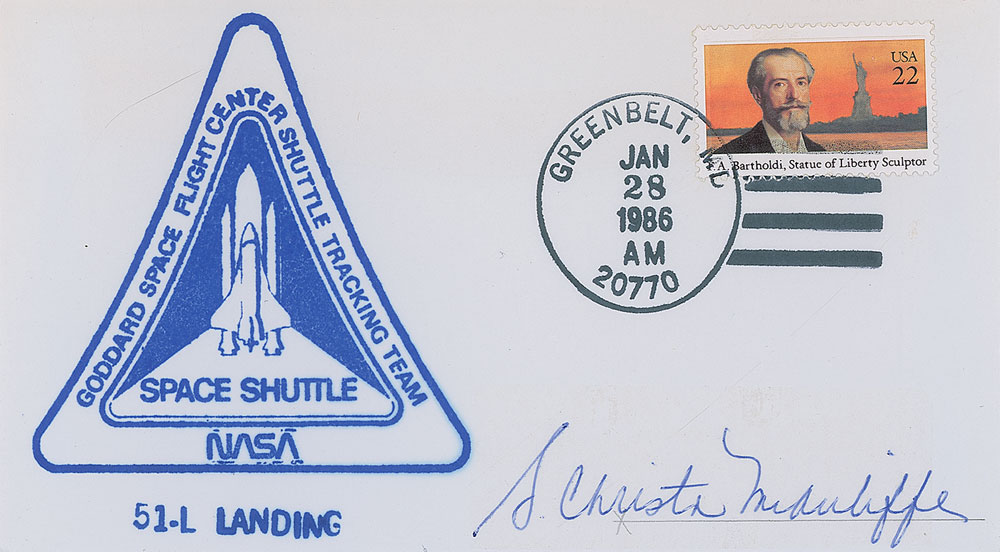 GODDARD SPACE FLIGHT CENTER SHUTTLE TRACKING TEAM
SPACE SHUTTLE
NASA
51-L LANDING
USA
22
F.A. Bartholdi, Statue of Liberty Sculptor
GREENBELT, MD
JAN
28
1986
AM
20770
S. Christa McAuliffe